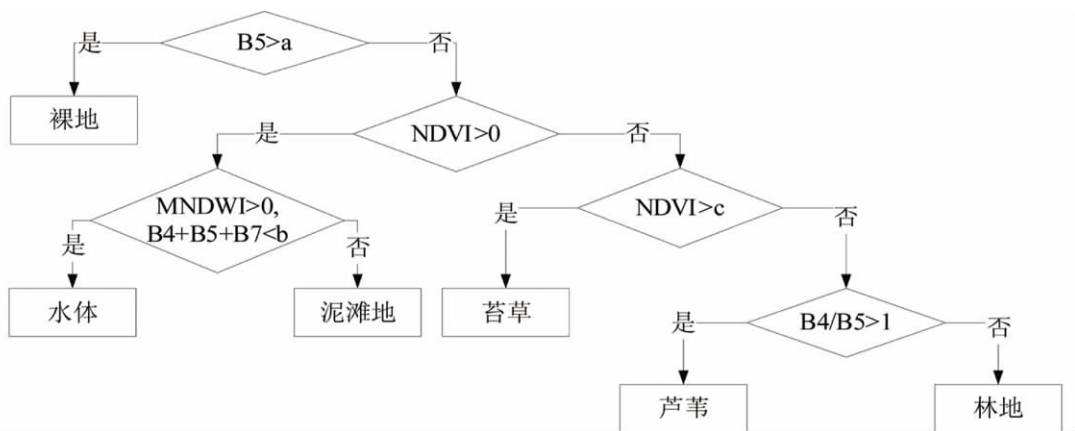 是
B5>a
否
裸地
是
NDVI>0
否
MNDWI>0,
B4+B5+B7<b
是
否
NDVI>c
是
否
水体
泥滩地
苔草
是
B4/B5>1
否
芦苇
林地